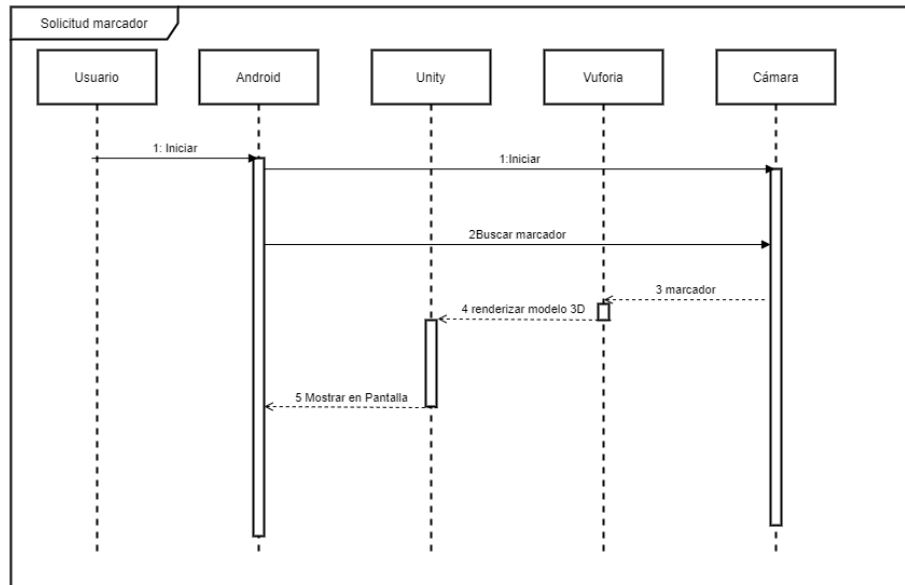 Solicitud marcador
Usuario
Android
Unity
Vuforia
Cámara
1: Iniciar
1:Iniciar
2Buscar marcador
3 marcador
4 renderizar modelo 3D
5 Mostrar en Pantalla